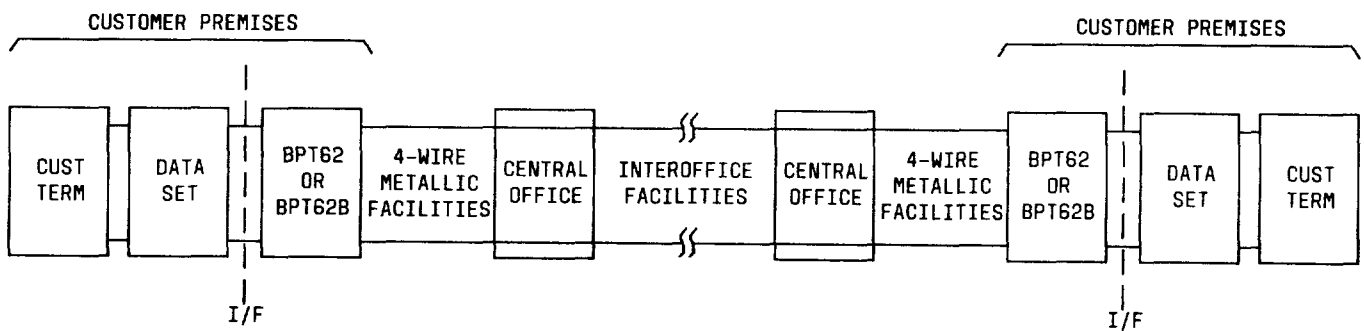 CUSTOMER PREMISES
CUSTOMER PREMISES
CUST
TERM
DATA
SET
BPT62
OR
BPT62B
4-WIRE
METALLIC
FACILITIES
CENTRAL
OFFICE
INTEROFFICE
FACILITIES
CENTRAL
OFFICE
4-WIRE
METALLIC
FACILITIES
BPT62
OR
BPT62B
DATA
SET
CUST
TERM
I/F
I/F